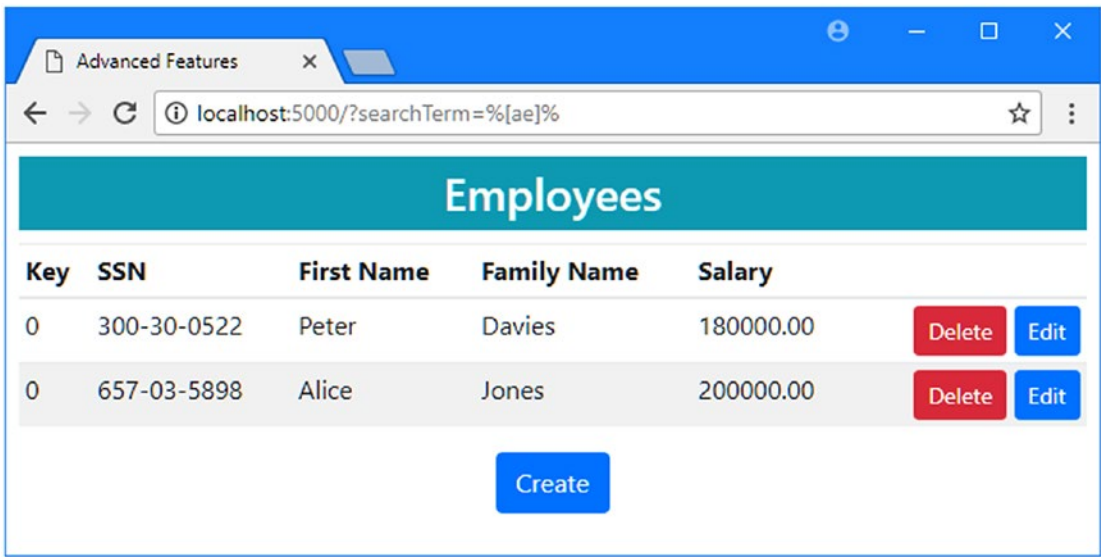 Advanced Features
localhost:5000/?searchTerm=%[ae]%
Employees
Key SSN First Name Family Name Salary
0 300-30-0522 Peter Davies 180000.00 Delete Edit
0 657-03-5898 Alice Jones 200000.00 Delete Edit
Create